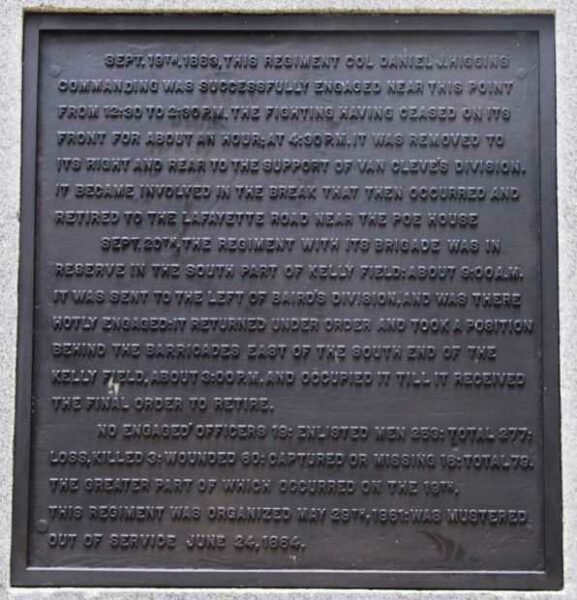 SEPT. 19TH, 1863, THIS REGIMENT COL DANIEL J. HIGGINS
COMMANDING WAS SUCCESSFULLY ENGAGED NEAR THIS POINT
FROM 12:30 TO 2:30 P.M. THE FIGHTING HAVING CEASED ON ITS
FRONT FOR ABOUT AN HOUR; AT 4:30 P.M. IT WAS REMOVED TO
ITS RIGHT AND REAR TO THE SUPPORT OF VAN CLEVE'S DIVISION.
IT BECAME INVOLVED IN THE BREAK THAT THEN OCCURRED AND
RETIRED TO THE LAFAYETTE ROAD NEAR THE POE HOUSE
SEPT. 20TH, THE REGIMENT WITH ITS BRIGADE WAS IN
RESERVE IN THE SOUTH PART OF KELLY FIELD: ABOUT 9:00 A.M.
IT WAS SENT TO THE LEFT OF BAIRD'S DIVISION, AND WAS THERE
HOTLY ENGAGED: IT RETURNED UNDER ORDER AND TOOK A POSITION
BEHIND THE BARRICADES EAST OF THE SOUTH END OF THE
KELLY FIELD, ABOUT 3:00 P.M. AND OCCUPIED IT TILL IT RECEIVED
THE FINAL ORDER TO RETIRE.
NO ENGAGED OFFICERS 19: ENLISTED MEN 258: TOTAL 277:
LOSS, KILLED 3: WOUNDED 60: CAPTURED OR MISSING 16: TOTAL 79.
THE GREATER PART OF WHICH OCCURRED ON THE 19TH.
THIS REGIMENT WAS ORGANIZED MAY 29TH, 1861: WAS MUSTERED
OUT OF SERVICE JUNE 24, 1864.